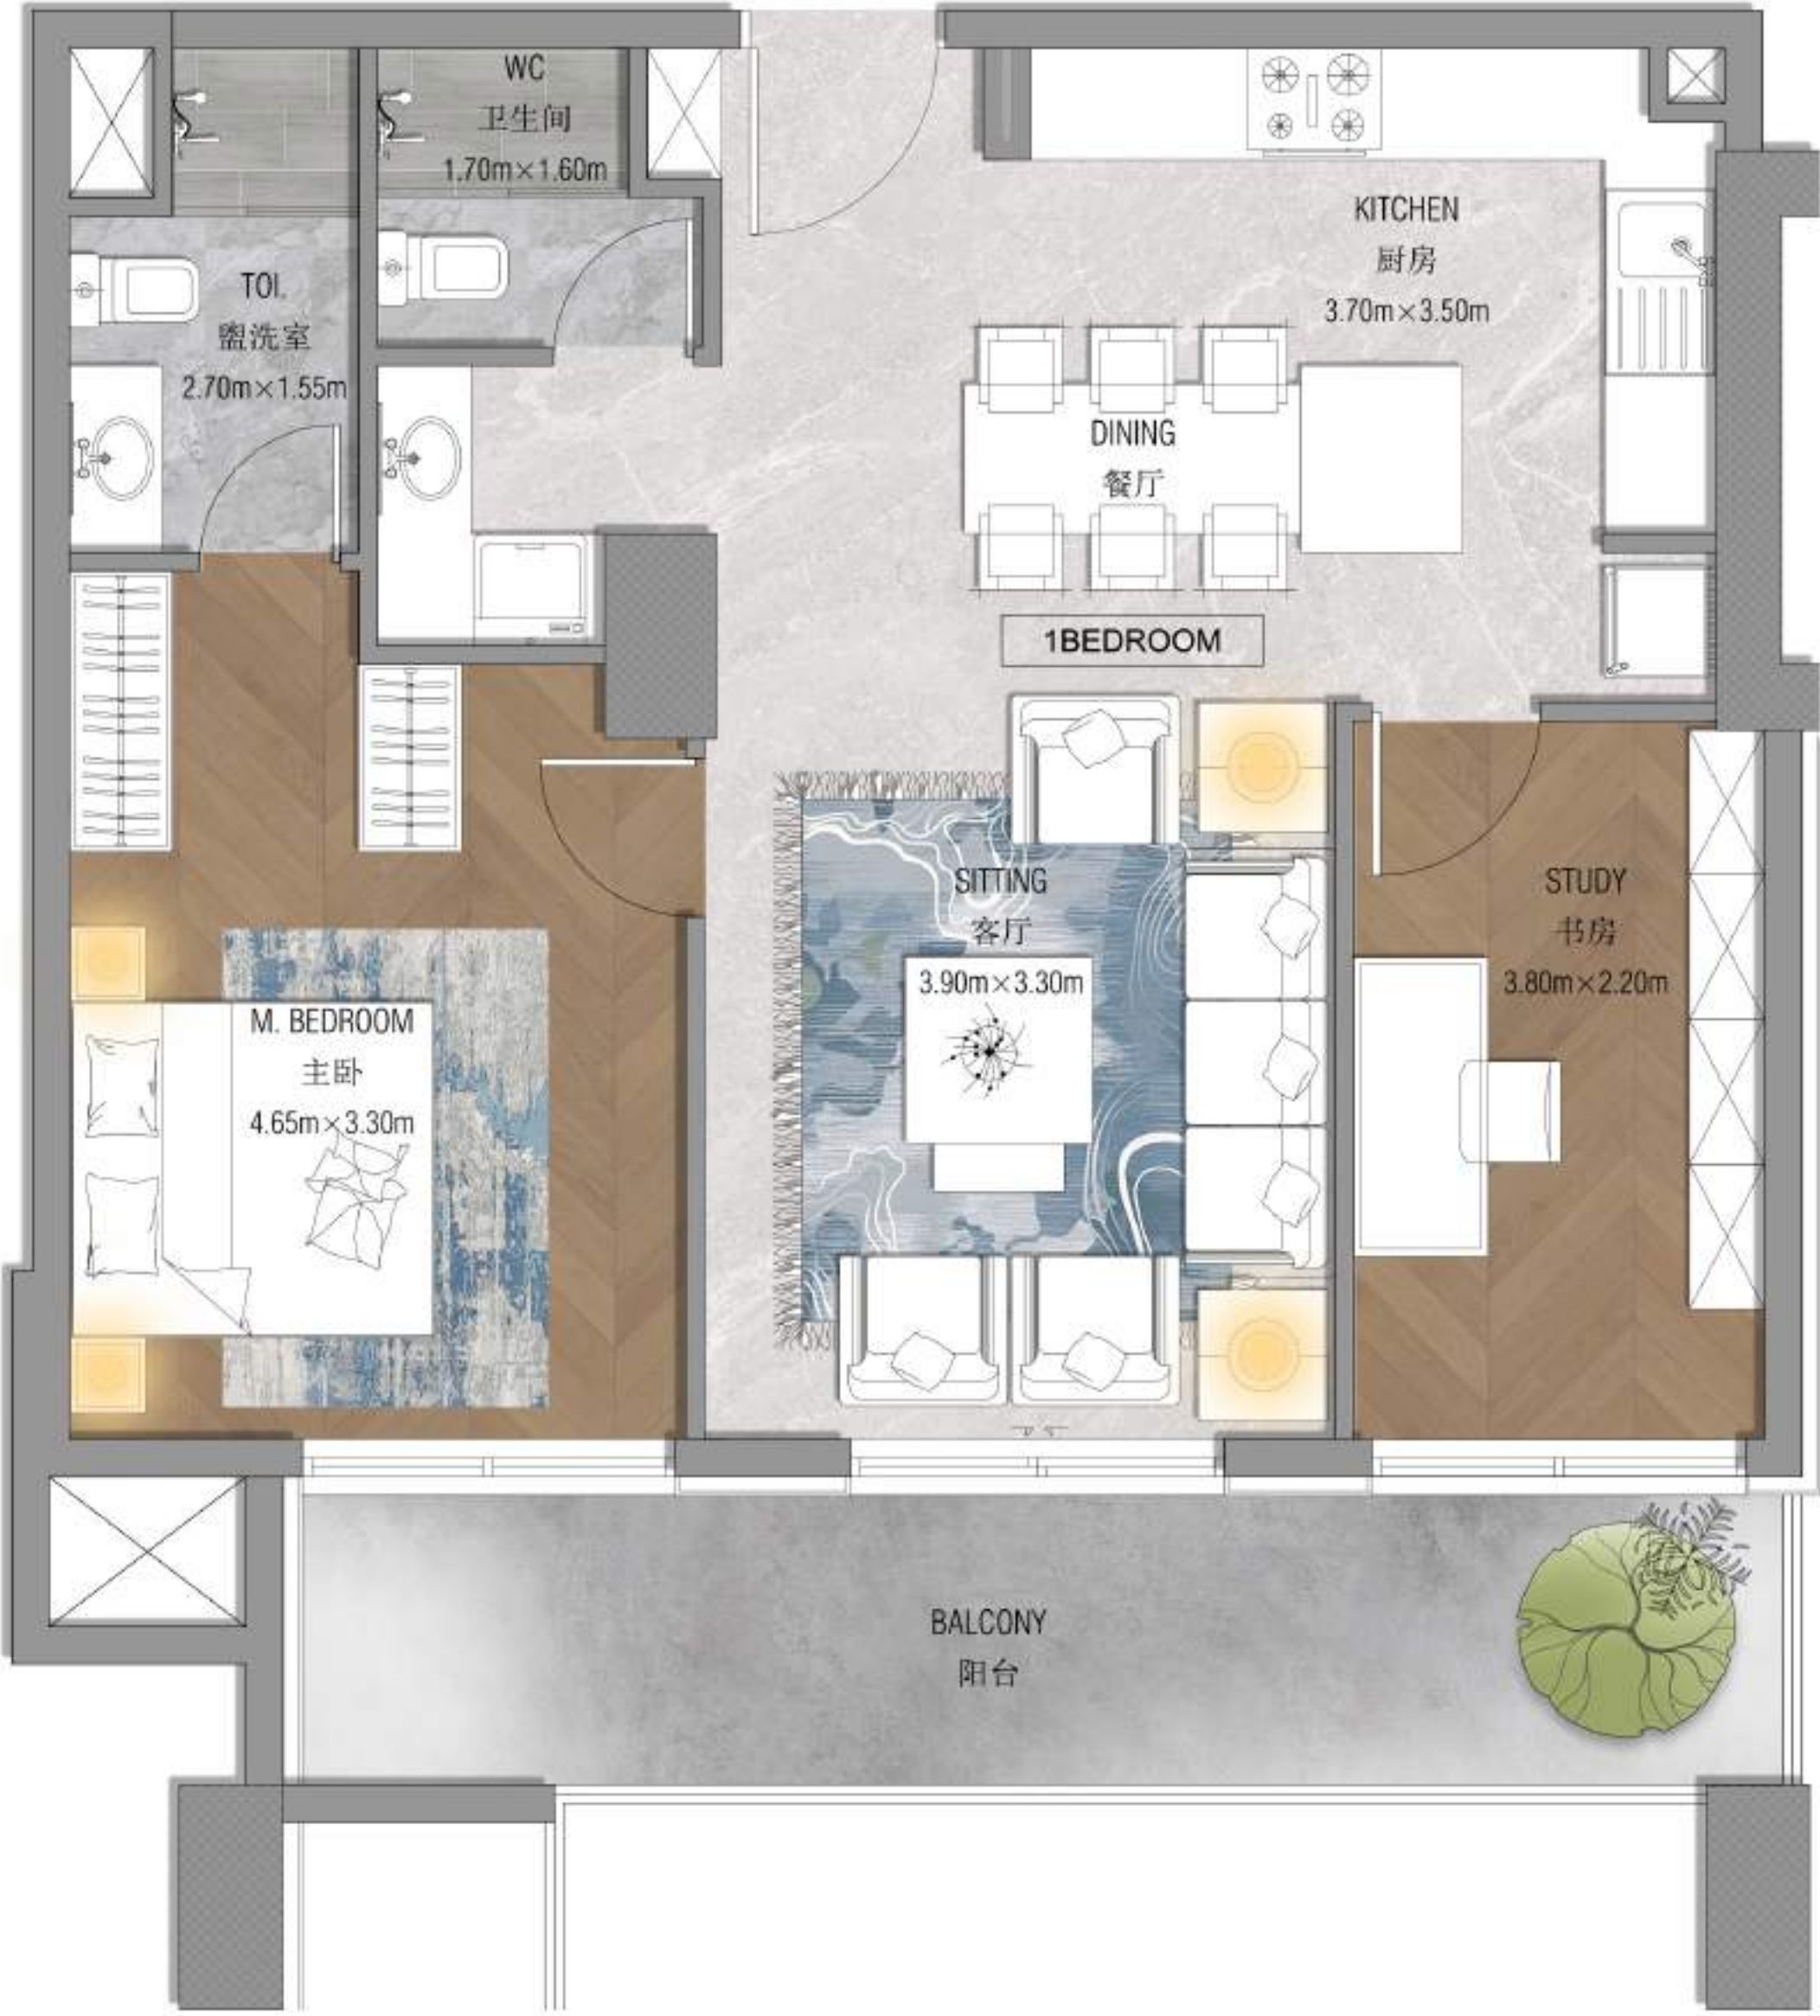 WC
卫生间
1.70m×1.60m
KITCHEN
厨房
3.70m×3.50m
TOI.
盥洗室
2.70m×1.55m
DINING
餐厅
1BEDROOM
SITTING
客厅
3.90m×3.30m
STUDY
书房
3.80m×2.20m
M. BEDROOM
主卧
4.65m×3.30m
BALCONY
阳台